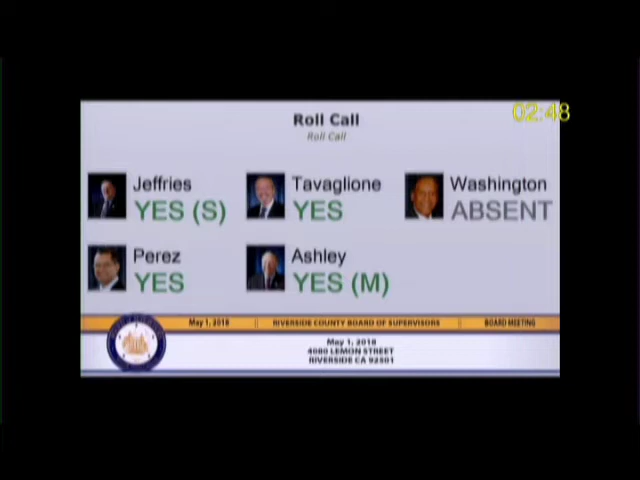 02:48
Roll Call
Roll Call
Jeffries
YES (S)
Tavaglione
YES
Washington
ABSENT
Perez
YES
Ashley
YES (M)
May 1, 2018 || RIVERSIDE COUNTY BOARD OF SUPERVISORS || BOARD MEETING
May 1, 2018
4080 LEMON STREET
RIVERSIDE CA 92501